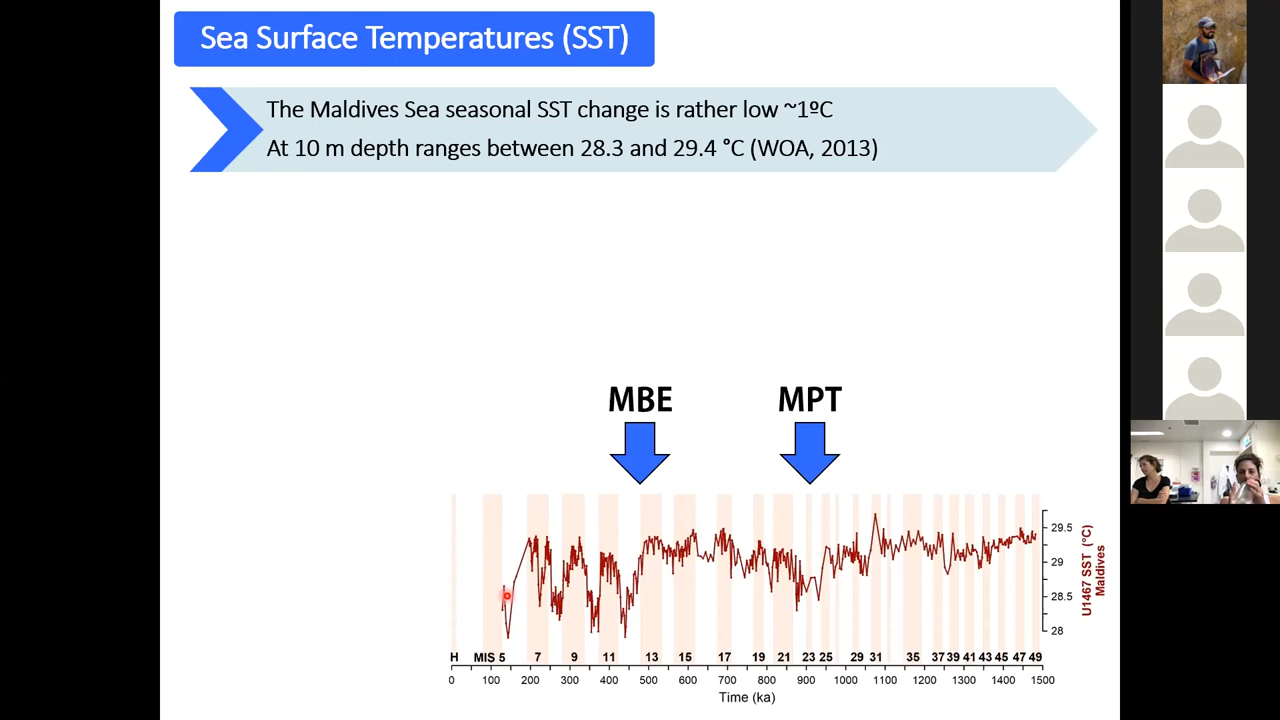 Sea Surface Temperatures (SST)
The Maldives Sea seasonal SST change is rather low ~1ºC
At 10 m depth ranges between 28.3 and 29.4 °C (WOA, 2013)
MBE MPT
29.5
29
28.5
28
U1467 SST (°C)
Maldives
H MIS 5 7 9 11 13 15 17 19 21 23 25 29 31 35 37 39 41 43 45 47 49
0 100 200 300 400 500 600 700 800 900 1000 1100 1200 1300 1400 1500
Time (ka)